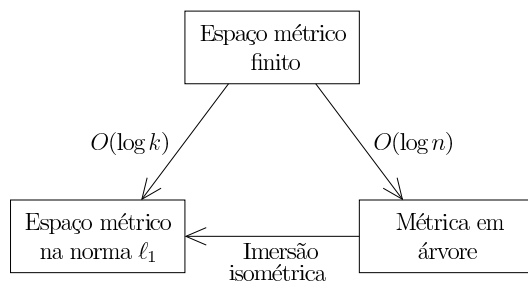 Espaço métrico
finito
O(log k)
O(log n)
Espaço métrico
na norma ℓ₁
Imersão
isométrica
Métrica em
árvore